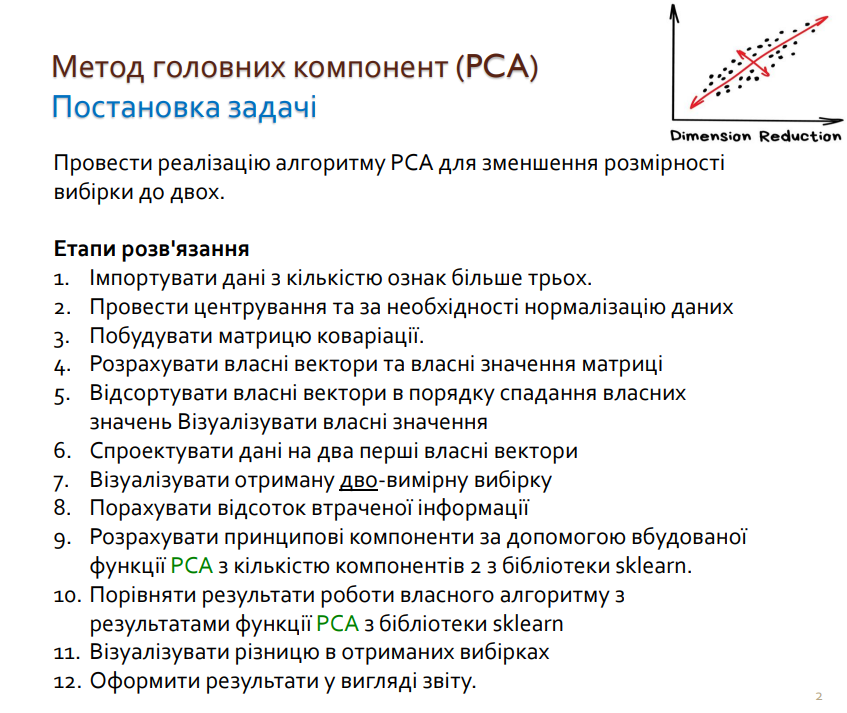 Метод головних компонент (PCA)
Постановка задачі
Dimension Reduction
Провести реалізацію алгоритму PCA для зменшення розмірності
вибірки до двох.
Етапи розв'язання
1. Імпортувати дані з кількістю ознак більше трьох.
2. Провести центрування та за необхідності нормалізацію даних
3. Побудувати матрицю коваріації.
4. Розрахувати власні вектори та власні значення матриці
5. Відсортувати власні вектори в порядку спадання власних
значень Візуалізувати власні значення
6. Спроектувати дані на два перші власні вектори
7. Візуалізувати отриману дво-вимірну вибірку
8. Порахувати відсоток втраченої інформації
9. Розрахувати принципові компоненти за допомогою вбудованої
функції PCA з кількістю компонентів 2 з бібліотеки sklearn.
10. Порівняти результати роботи власного алгоритму з
результатами функції PCA з бібліотеки sklearn
11. Візуалізувати різницю в отриманих вибірках
12. Оформити результати у вигляді звіту.
2